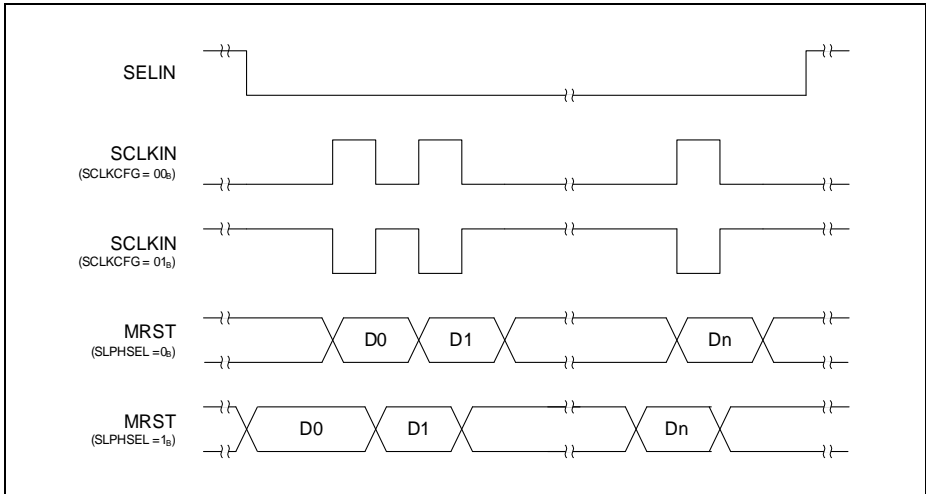 SELIN
SCLKIN
(SCLKCFG = 00B)
SCLKIN
(SCLKCFG = 01B)
MRST
(SLPHSEL =0B)
D0 D1 Dn
MRST
(SLPHSEL =1B)
D0 D1 Dn